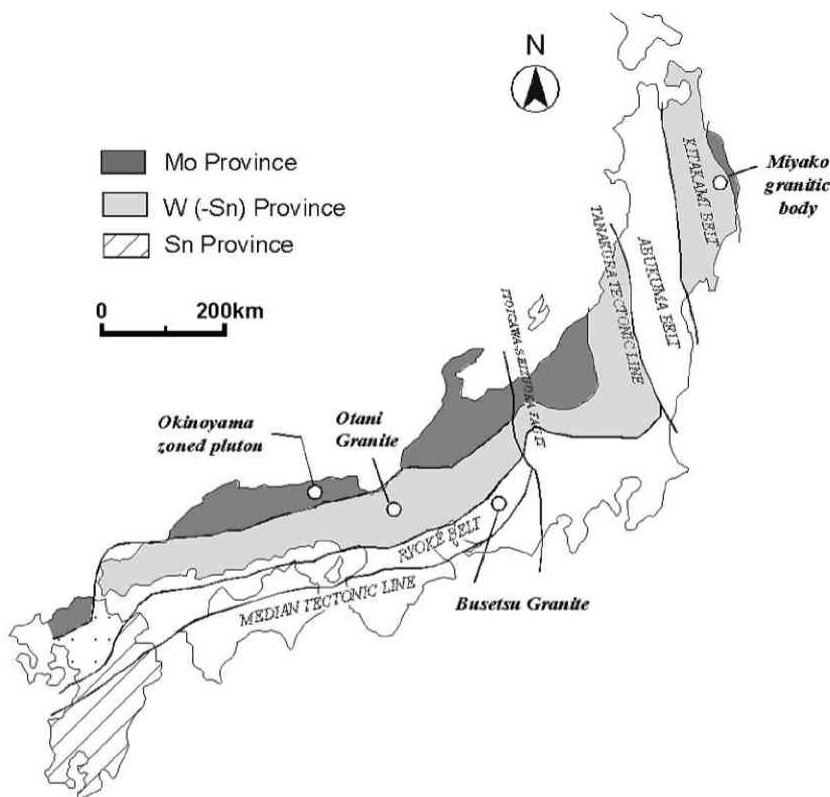 N
Mo Province
W (-Sn) Province
Sn Province
0 200km
KITAKAMI BELT
Miyako
granitic
body
TANAKURA TECTONIC LINE
ABUKUMA BELT
ITOIGAWA-SHIZUOKA FAULT
Okinoyama
zoned pluton
Otani
Granite
RYOKE BELT
MEDIAN TECTONIC LINE
Busetsu Granite